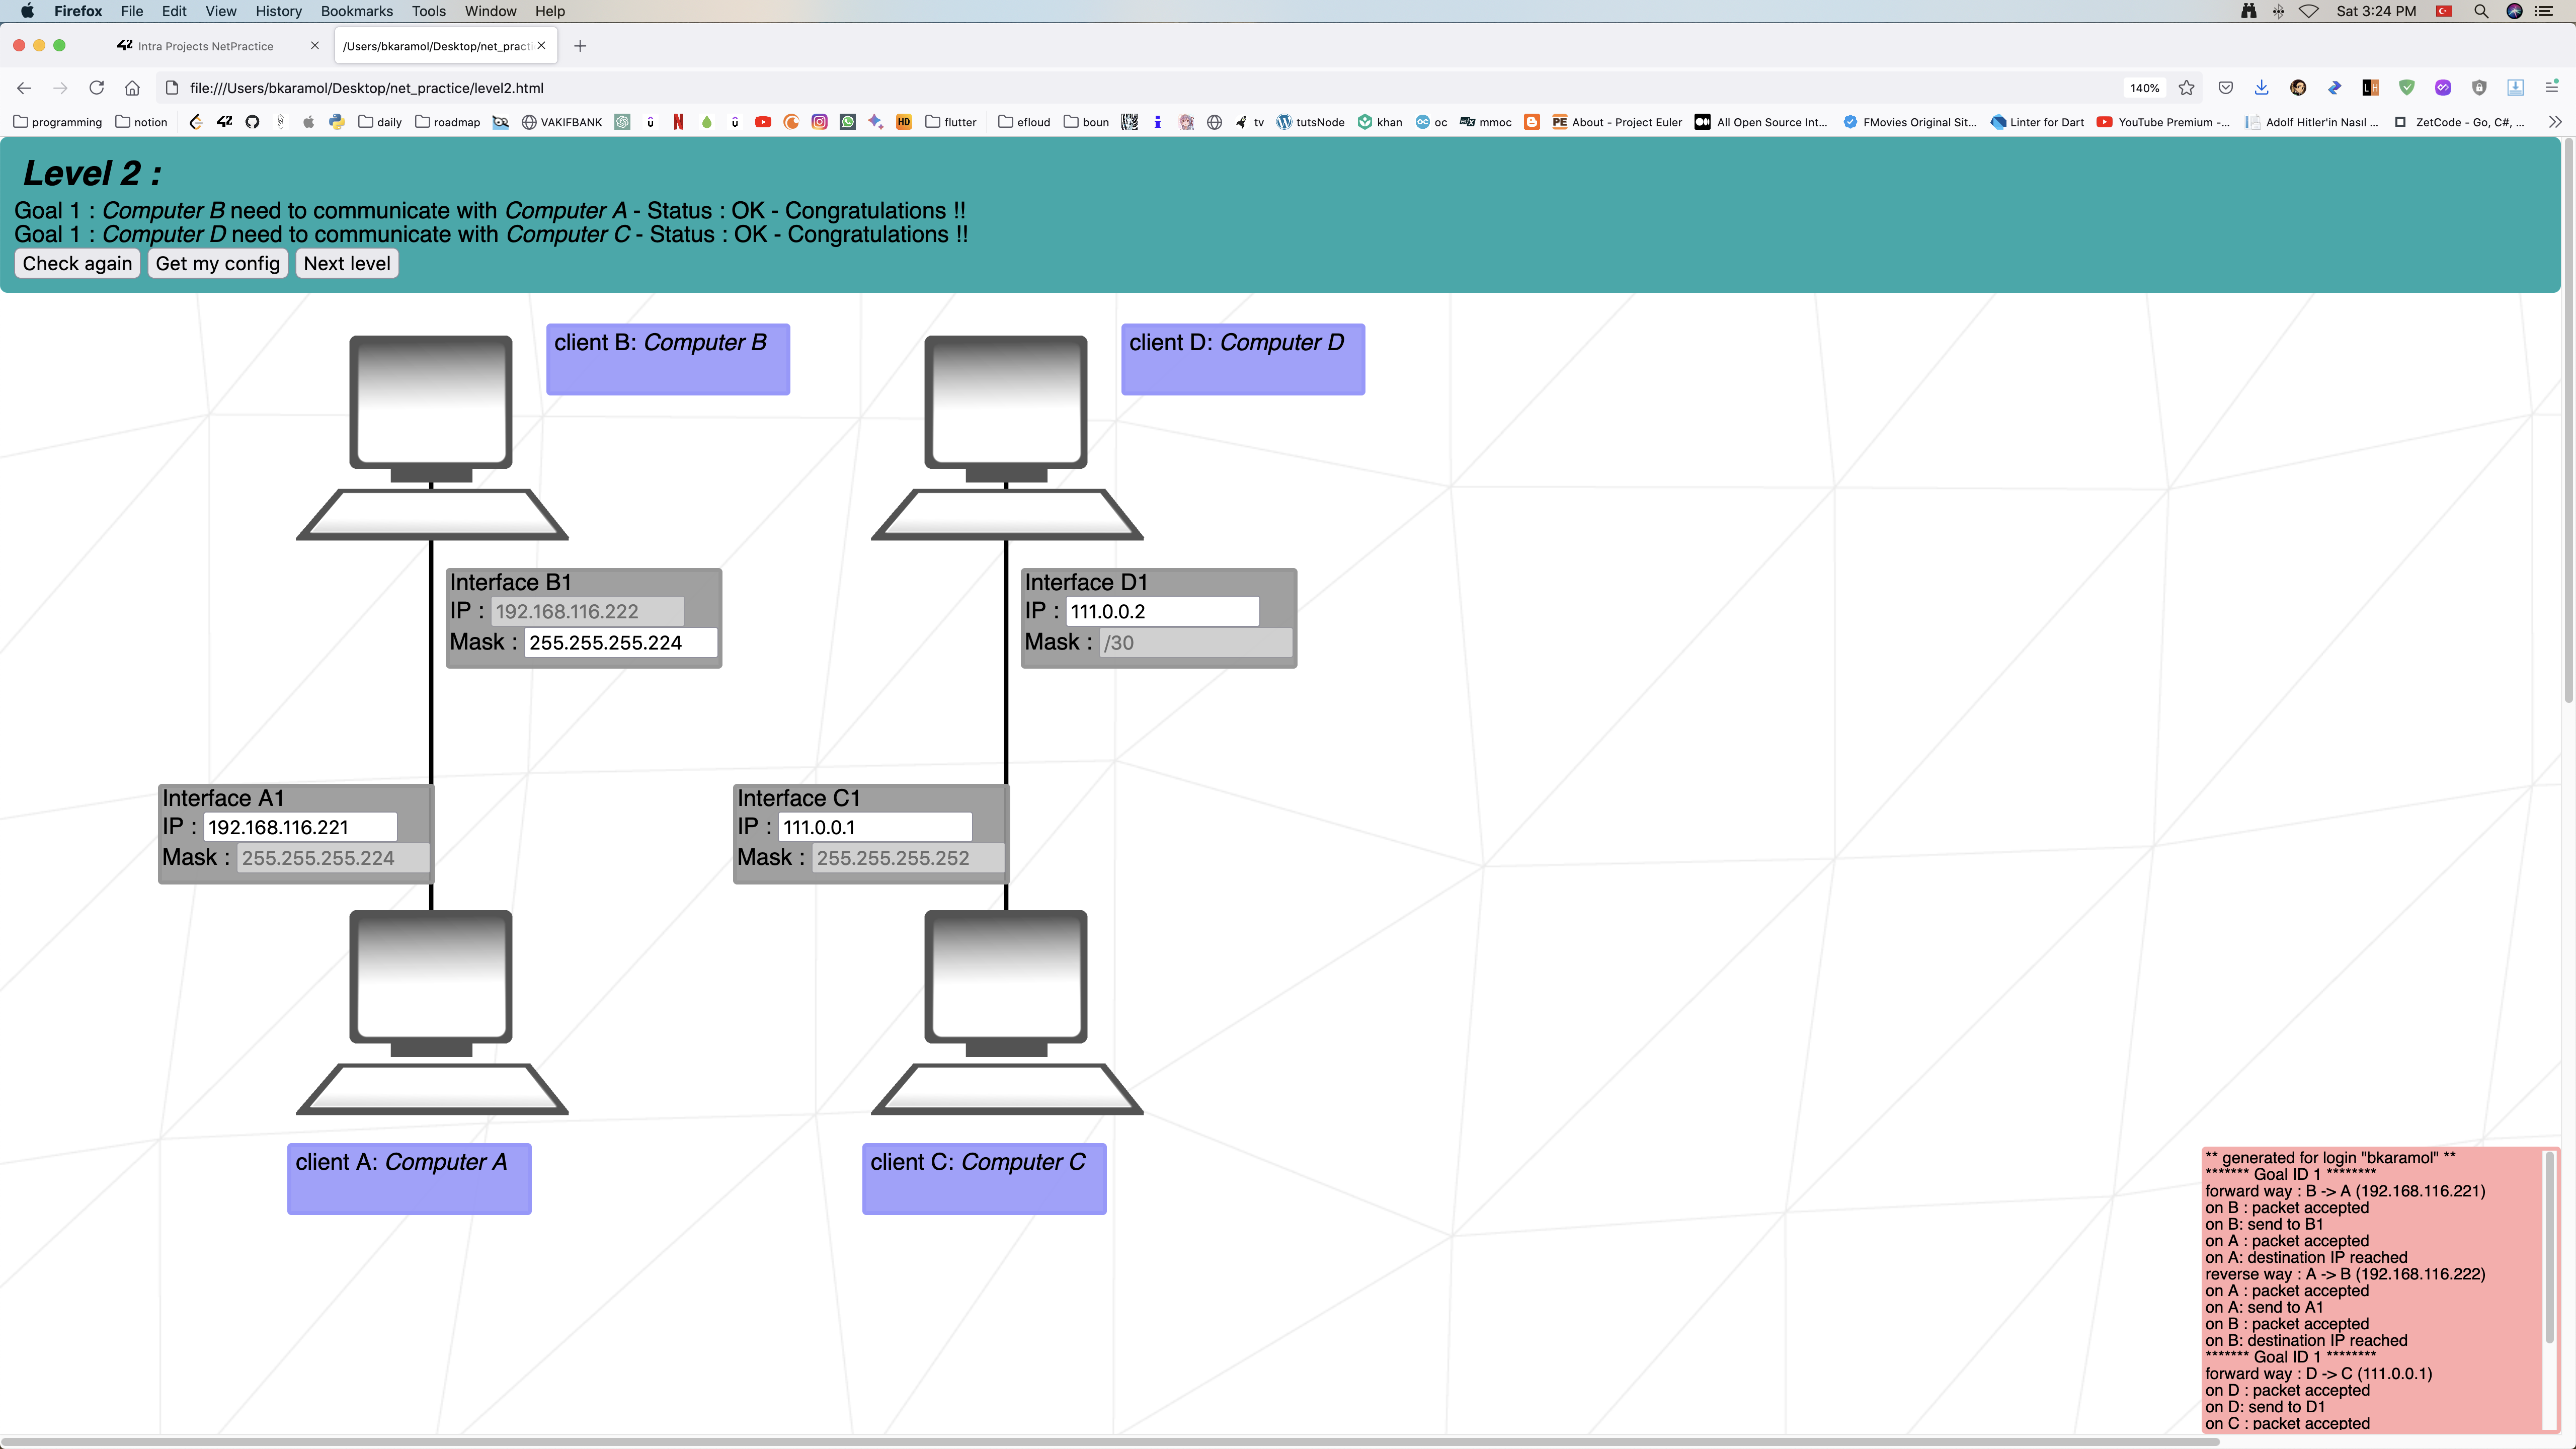 Firefox File Edit View History Bookmarks Tools Window Help Sat 3:24 PM
42 Intra Projects NetPractice
/Users/bkaramol/Desktop/net_pract
file:///Users/bkaramol/Desktop/net_practice/level2.html 140%
programming notion 42 daily roadmap VAKIFBANK flutter efloud boun tv tutsNode khan oc mmoc About - Project Euler All Open Source Int... FMovies Original Sit... Linter for Dart YouTube Premium -... Adolf Hitler'in Nasıl ... ZetCode - Go, C#, ...
Level 2 :
Goal 1 : Computer B need to communicate with Computer A - Status : OK - Congratulations !!
Goal 1 : Computer D need to communicate with Computer C - Status : OK - Congratulations !!
Check again Get my config Next level
client B: Computer B
client D: Computer D
Interface B1
IP : 192.168.116.222
Mask : 255.255.255.224
Interface D1
IP : 111.0.0.2
Mask : /30
Interface A1
IP : 192.168.116.221
Mask : 255.255.255.224
Interface C1
IP : 111.0.0.1
Mask : 255.255.255.252
client A: Computer A
client C: Computer C
** generated for login "bkaramol" **
******* Goal ID 1 ********
forward way : B -> A (192.168.116.221)
on B : packet accepted
on B: send to B1
on A : packet accepted
on A: destination IP reached
reverse way : A -> B (192.168.116.222)
on A : packet accepted
on A: send to A1
on B : packet accepted
on B: destination IP reached
******* Goal ID 1 ********
forward way : D -> C (111.0.0.1)
on D : packet accepted
on D: send to D1
on C : packet accepted